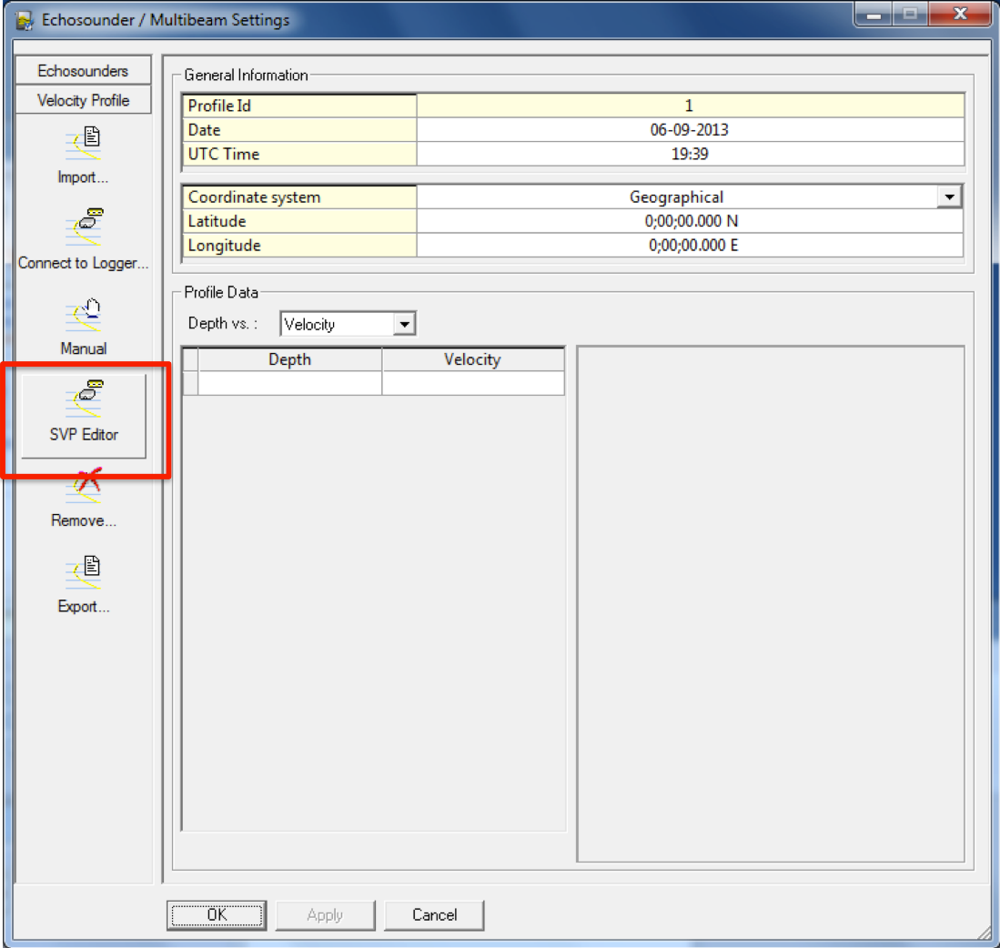 Echosounder / Multibeam Settings
Echosounders
Velocity Profile
Import...
Connect to Logger...
Manual
SVP Editor
Remove...
Export...
General Information
Profile Id 1
Date 06-09-2013
UTC Time 19:39
Coordinate system Geographical
Latitude 0;00;00.000 N
Longitude 0;00;00.000 E
Profile Data
Depth vs. : Velocity
Depth Velocity
OK Apply Cancel